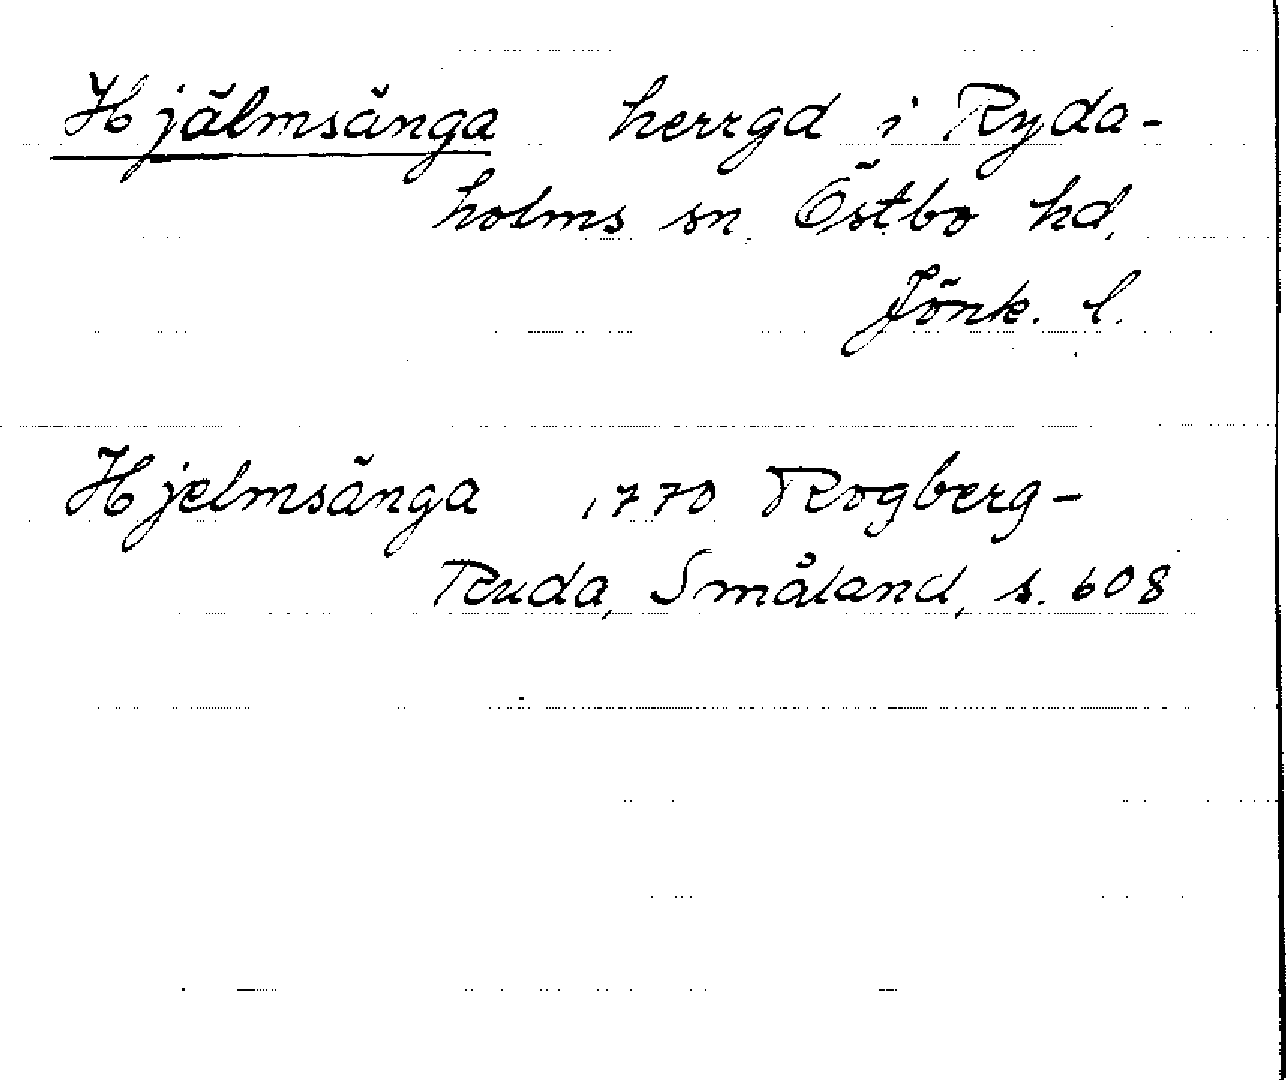 Hjälmsänga herrgd i Ryda-
holms sn. Östbo hd,
Jönk. l.
Hjelmsänga 1770 Rogberg-
Ruda, Småland, s. 608